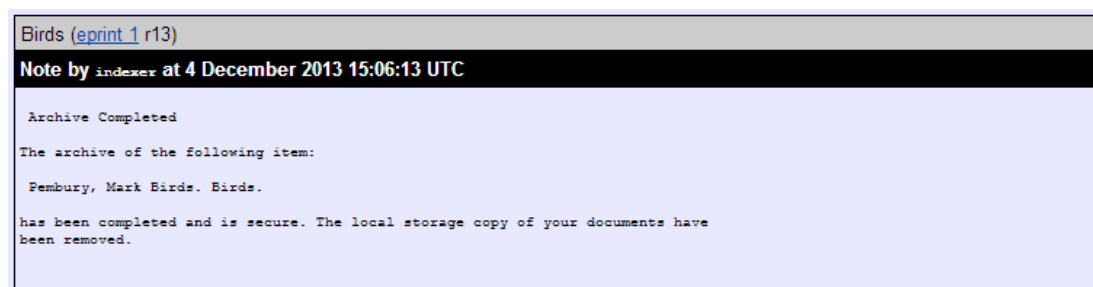 Birds (eprint 1 r13)
Note by indexer at 4 December 2013 15:06:13 UTC
Archive Completed
The archive of the following item:
Pembury, Mark Birds. Birds.
has been completed and is secure. The local storage copy of your documents have
been removed.